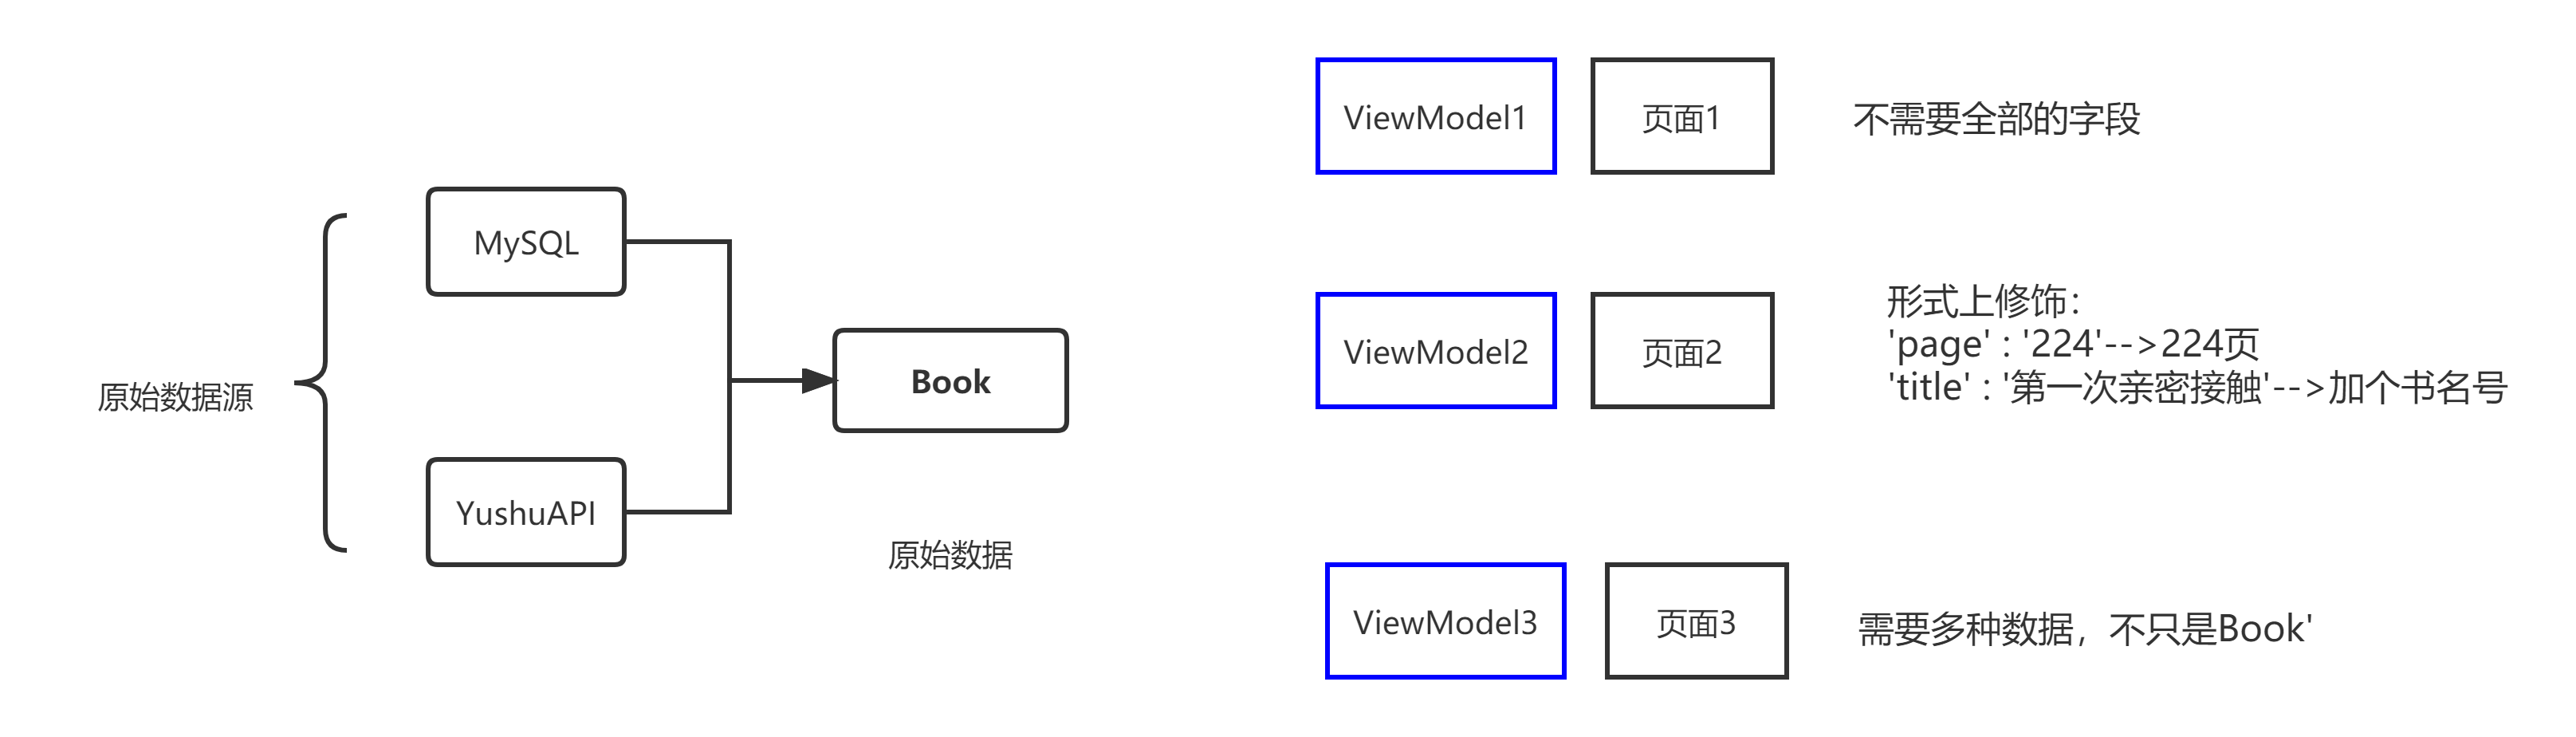 原始数据源
MySQL
YushuAPI
Book
原始数据
ViewModel1
页面1
不需要全部的字段
ViewModel2
页面2
形式上修饰：
'page' : '224'-->224页
'title' : '第一次亲密接触'-->加个书名号
ViewModel3
页面3
需要多种数据，不只是Book'